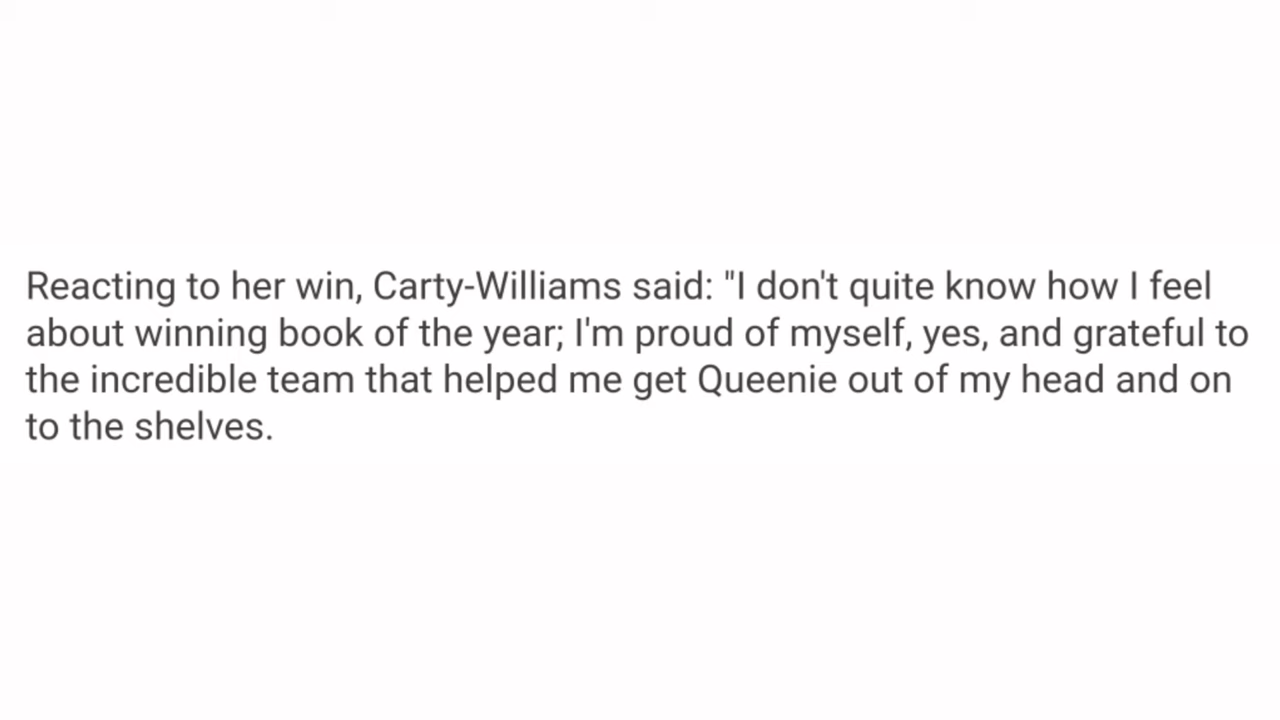 Reacting to her win, Carty-Williams said: "I don't quite know how I feel
about winning book of the year; I'm proud of myself, yes, and grateful to
the incredible team that helped me get Queenie out of my head and on
to the shelves.